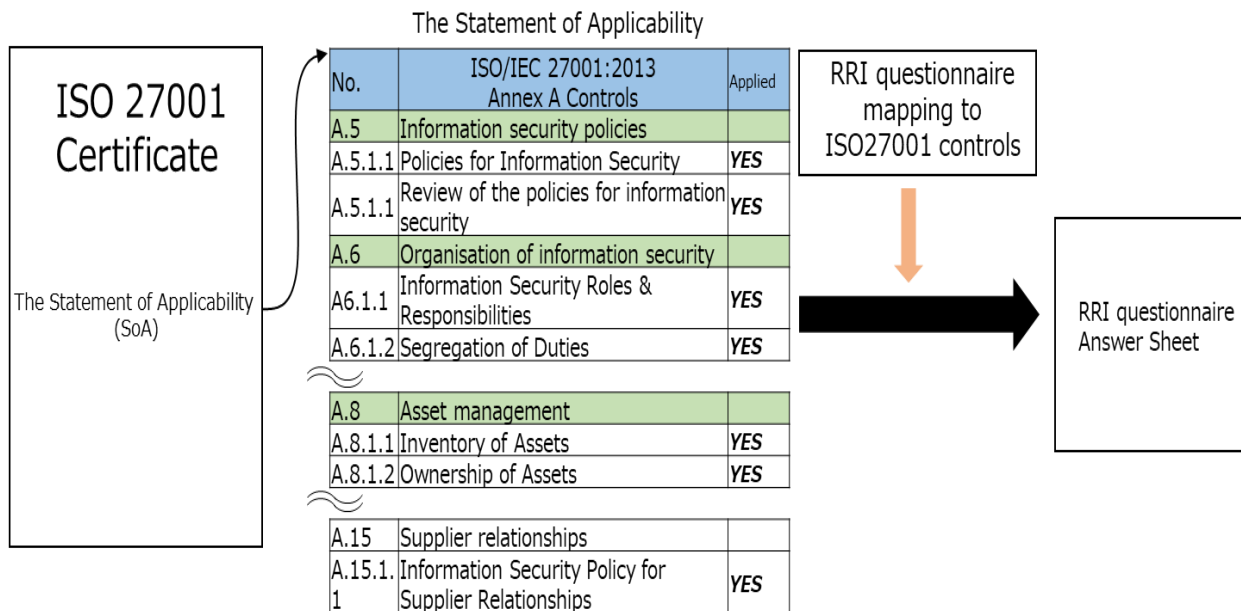 The Statement of Applicability
ISO 27001
Certificate
The Statement of Applicability
(SoA)
No.
ISO/IEC 27001:2013
Annex A Controls
Applied
A.5
Information security policies
A.5.1.1
Policies for Information Security
YES
A.5.1.1
Review of the policies for information
security
YES
A.6
Organisation of information security
A6.1.1
Information Security Roles &
Responsibilities
YES
A.6.1.2
Segregation of Duties
YES
A.8
Asset management
A.8.1.1
Inventory of Assets
YES
A.8.1.2
Ownership of Assets
YES
A.15
Supplier relationships
A.15.1.
1
Information Security Policy for
Supplier Relationships
YES
RRI questionnaire
mapping to
ISO27001 controls
RRI questionnaire
Answer Sheet